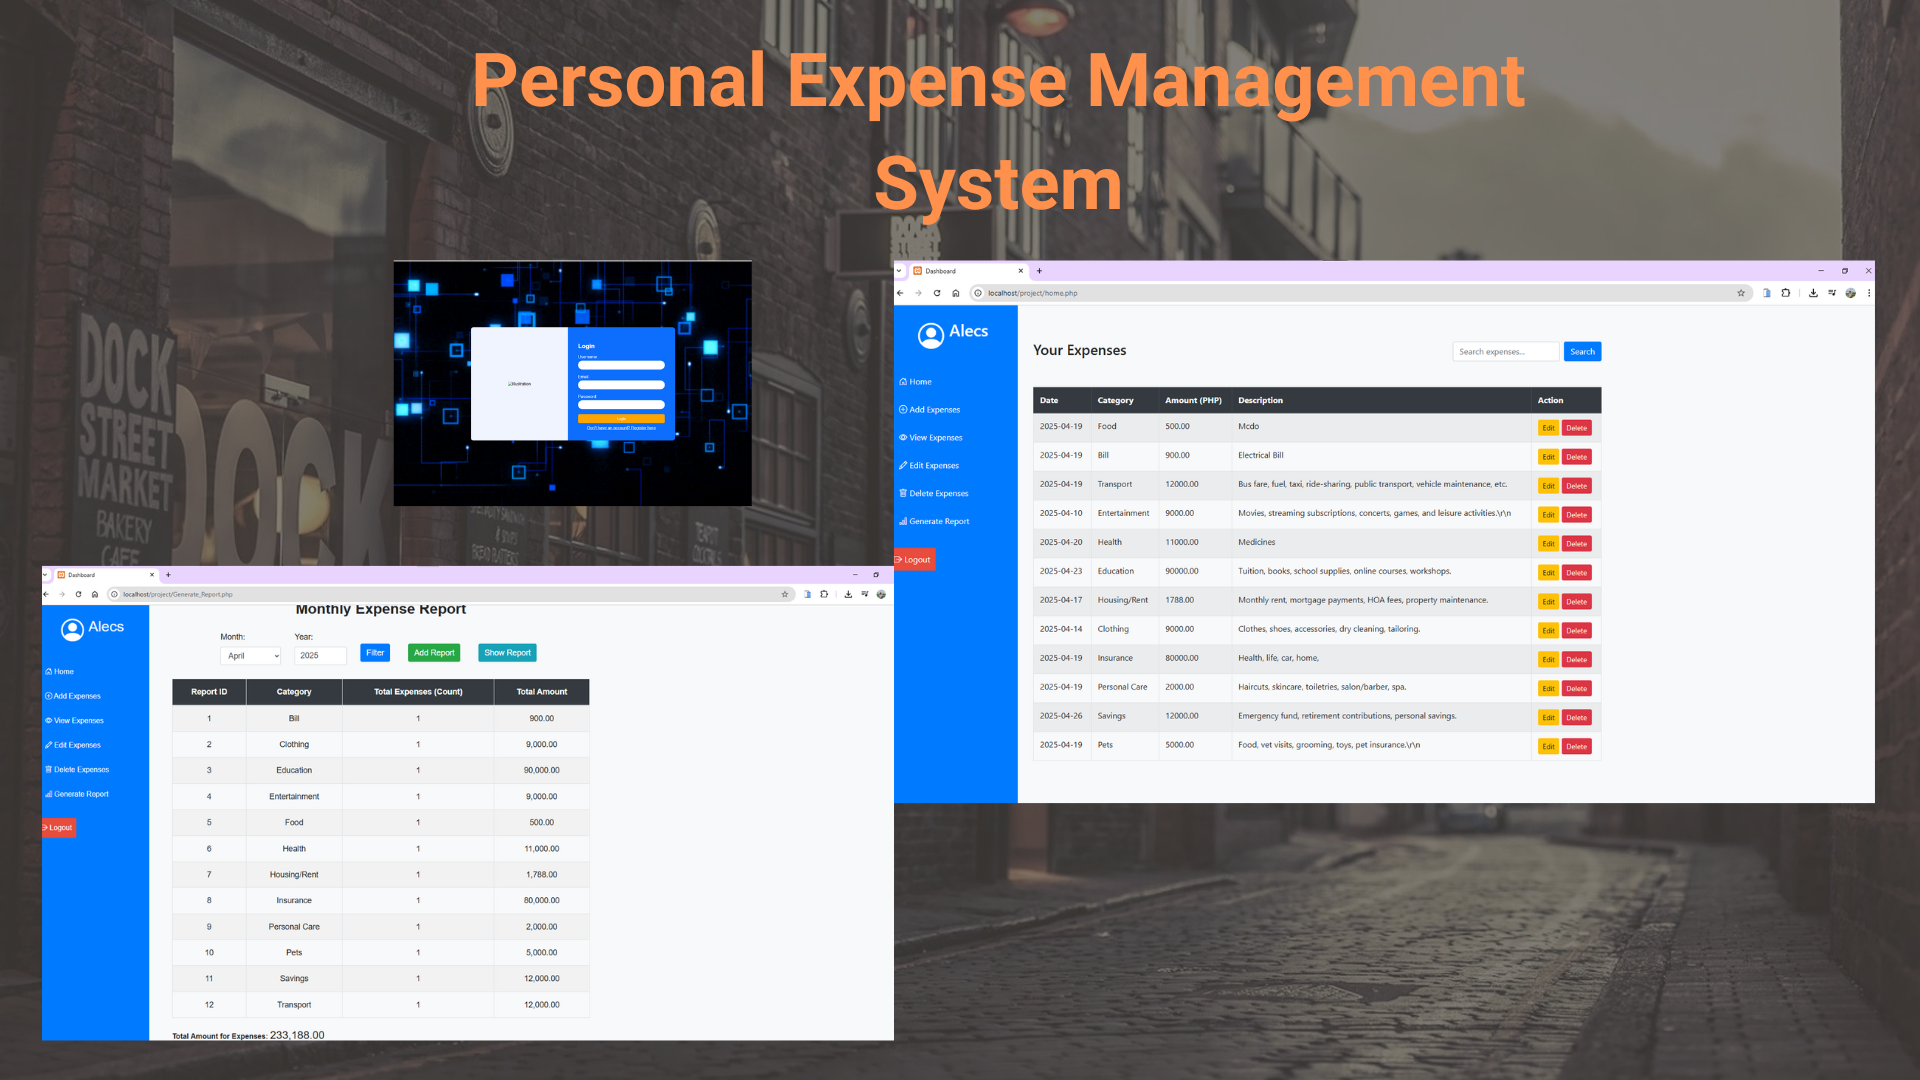 Personal Expense Management
System
DOCK
STREET
MARKET
BAKERY
CAFE
DOCK
DOCK
STREET
Login
Username
Email
Password
Login
Don't have an account? Register here
Illustration
Dashboard
localhost/project/home.php
Alecs
Home
Add Expenses
View Expenses
Edit Expenses
Delete Expenses
Generate Report
Logout
Your Expenses
Search expenses...
Search
Date Category Amount (PHP) Description Action
2025-04-19 Food 500.00 Mcdo Edit Delete
2025-04-19 Bill 900.00 Electrical Bill Edit Delete
2025-04-19 Transport 12000.00 Bus fare, fuel, taxi, ride-sharing, public transport, vehicle maintenance, etc. Edit Delete
2025-04-10 Entertainment 9000.00 Movies, streaming subscriptions, concerts, games, and leisure activities.\r\n Edit Delete
2025-04-20 Health 11000.00 Medicines Edit Delete
2025-04-23 Education 90000.00 Tuition, books, school supplies, online courses, workshops. Edit Delete
2025-04-17 Housing/Rent 1788.00 Monthly rent, mortgage payments, HOA fees, property maintenance. Edit Delete
2025-04-14 Clothing 9000.00 Clothes, shoes, accessories, dry cleaning, tailoring. Edit Delete
2025-04-19 Insurance 80000.00 Health, life, car, home, Edit Delete
2025-04-19 Personal Care 2000.00 Haircuts, skincare, toiletries, salon/barber, spa. Edit Delete
2025-04-26 Savings 12000.00 Emergency fund, retirement contributions, personal savings. Edit Delete
2025-04-19 Pets 5000.00 Food, vet visits, grooming, toys, pet insurance.\r\n Edit Delete
Dashboard
localhost/project/Generate_Report.php
Alecs
Home
Add Expenses
View Expenses
Edit Expenses
Delete Expenses
Generate Report
Logout
Monthly Expense Report
Month: Year:
April 2025 Filter Add Report Show Report
Report ID Category Total Expenses (Count) Total Amount
1 Bill 1 900.00
2 Clothing 1 9,000.00
3 Education 1 90,000.00
4 Entertainment 1 9,000.00
5 Food 1 500.00
6 Health 1 11,000.00
7 Housing/Rent 1 1,788.00
8 Insurance 1 80,000.00
9 Personal Care 1 2,000.00
10 Pets 1 5,000.00
11 Savings 1 12,000.00
12 Transport 1 12,000.00
Total Amount for Expenses: 233,188.00